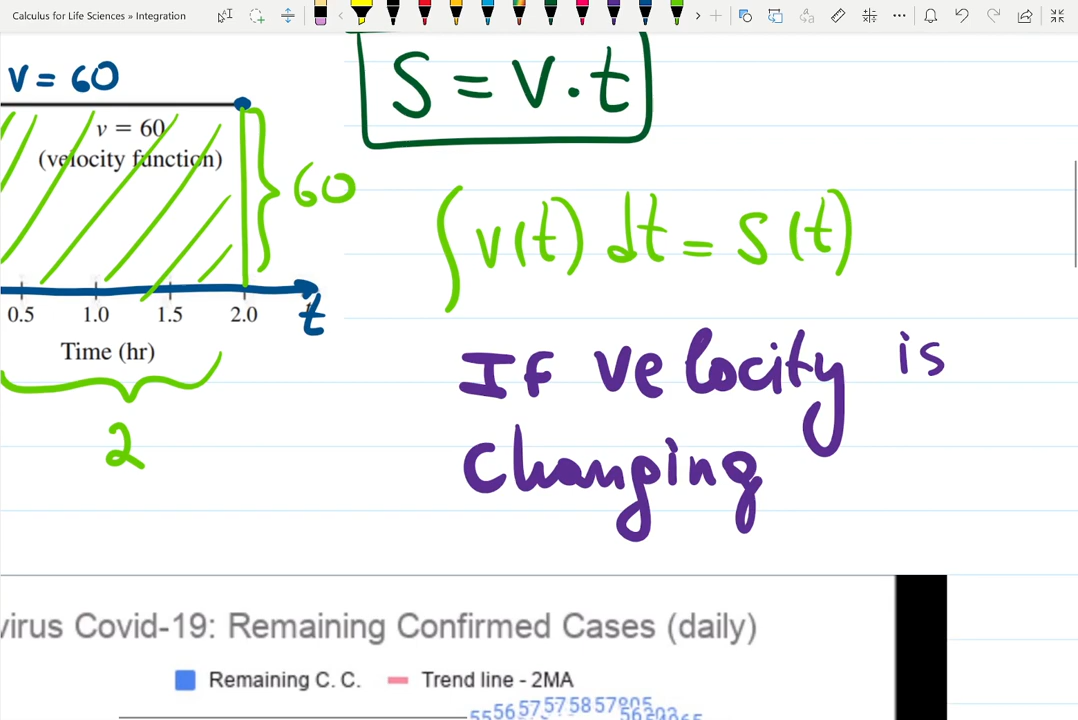 Calculus for Life Sciences » Integration
v = 60
S = v · t
v = 60
(velocity function)
60
∫ v(t) dt = s(t)
0.5 1.0 1.5 2.0 t
Time (hr)
2
If velocity is
changing
virus Covid-19: Remaining Confirmed Cases (daily)
Remaining C. C. Trend line - 2MA